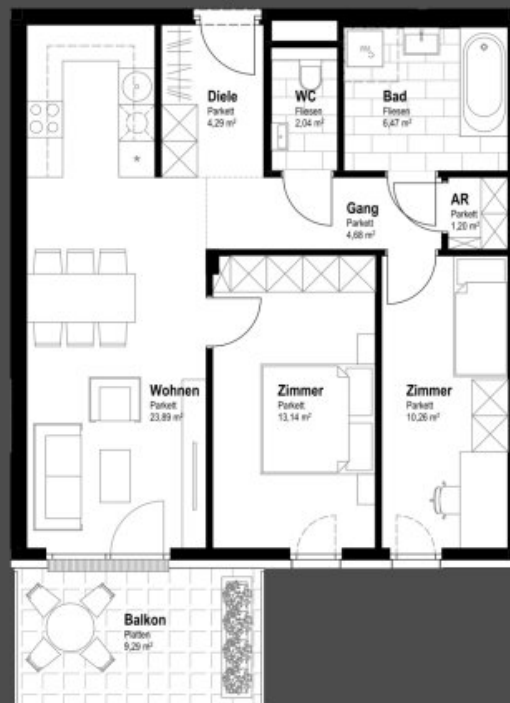 Diele
Parkett
4,29 m²
WC
Fliesen
2,04 m²
Bad
Fliesen
6,47 m²
Gang
Parkett
4,68 m²
AR
Parkett
1,20 m²
Wohnen
Parkett
23,89 m²
Zimmer
Parkett
13,14 m²
Zimmer
Parkett
10,26 m²
Balkon
Platten
9,29 m²